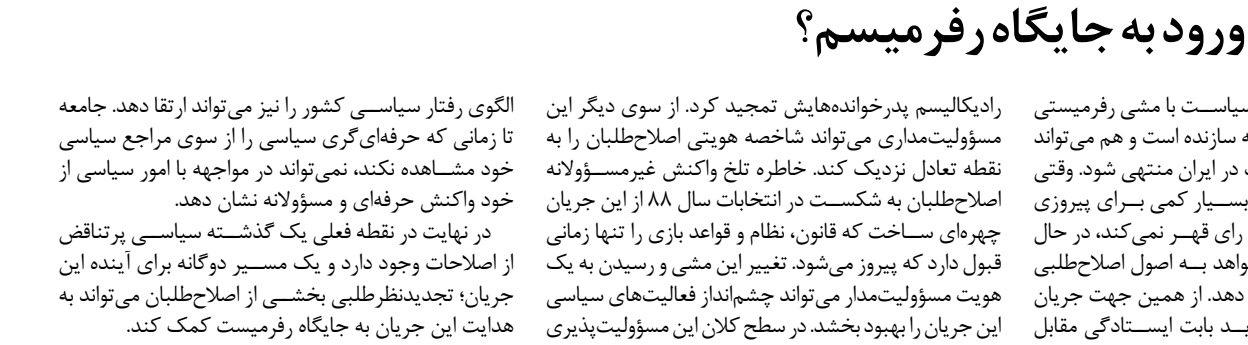 ورود به جایگاه رفرمیسم؟
سیاست با مشی رفرمیستی
سازنده است و هم می‌تواند
در ایران منتهی شود. وقتی
بسیار کمی برای پیروزی
رای قهر نمی‌کند، در حال
به اصول اصلاح‌طلبی
دهد. از همین جهت جریان
بابت ایستادگی مقابل
رادیکالیسم پدرخوانده‌هایش تمجید کرد. از سوی دیگر این
مسؤولیت‌مداری می‌تواند شاخصه هویتی اصلاح‌طلبان را به
نقطه تعادل نزدیک کند. خاطره تلخ واکنش غیرمسؤولانه
اصلاح‌طلبان به شکست در انتخابات سال ۸۸ از این جریان
چهره‌ای ساخت که قانون، نظام و قواعد بازی را تنها زمانی
قبول دارد که پیروز می‌شود. تغییر این مشی و رسیدن به یک
هویت مسؤولیت‌مدار می‌تواند چشم‌انداز فعالیت‌های سیاسی
این جریان را بهبود بخشد. در سطح کلان این مسؤولیت‌پذیری
الگوی رفتار سیاسی کشور را نیز می‌تواند ارتقا دهد. جامعه
تا زمانی که حرفه‌ای‌گری سیاسی را از سوی مراجع سیاسی
خود مشاهده نکند، نمی‌تواند در مواجهه با امور سیاسی از
خود واکنش حرفه‌ای و مسؤولانه نشان دهد.
در نهایت در نقطه فعلی یک گذشته سیاسی پرتناقض
از اصلاحات وجود دارد و یک مسیر دوگانه برای آینده این
جریان؛ تجدیدنظرطلبی بخشی از اصلاح‌طلبان می‌تواند به
هدایت این جریان به جایگاه رفرمیست کمک کند.